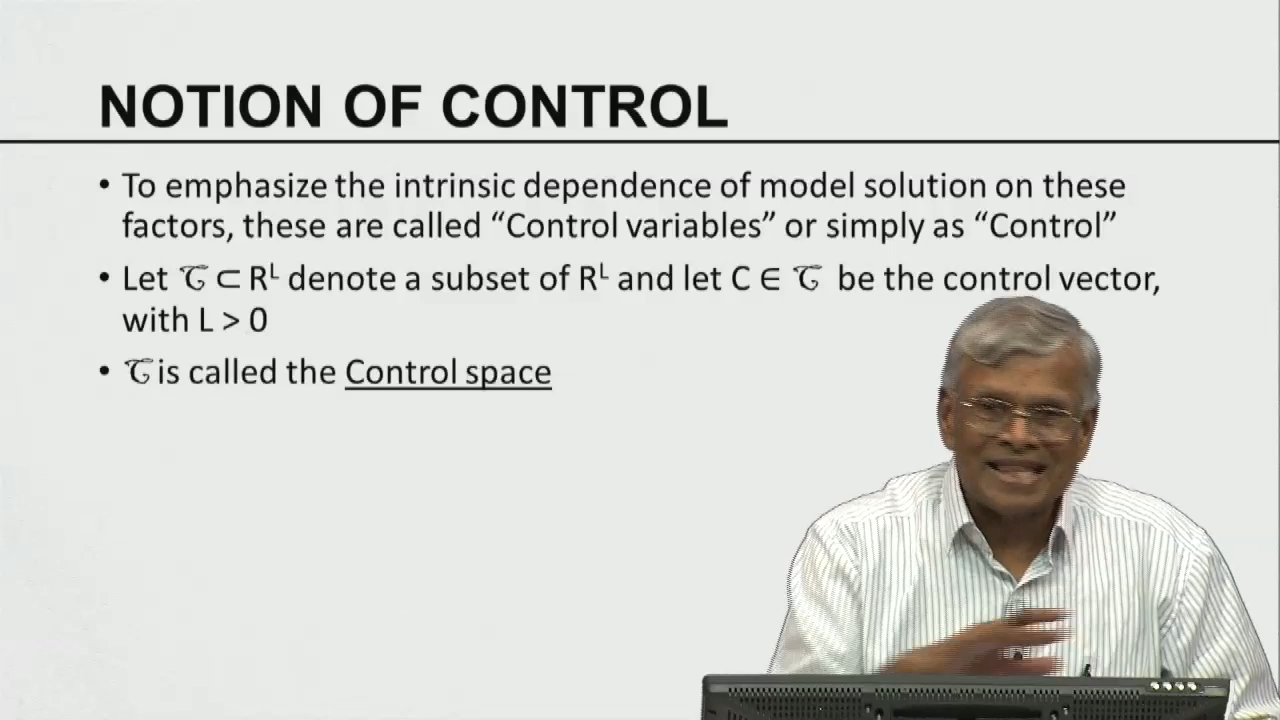 NOTION OF CONTROL
• To emphasize the intrinsic dependence of model solution on these
factors, these are called “Control variables” or simply as “Control”
• Let 𝒞 ⊂ Rᴸ denote a subset of Rᴸ and let C ∈ 𝒞 be the control vector,
with L > 0
• 𝒞 is called the Control space